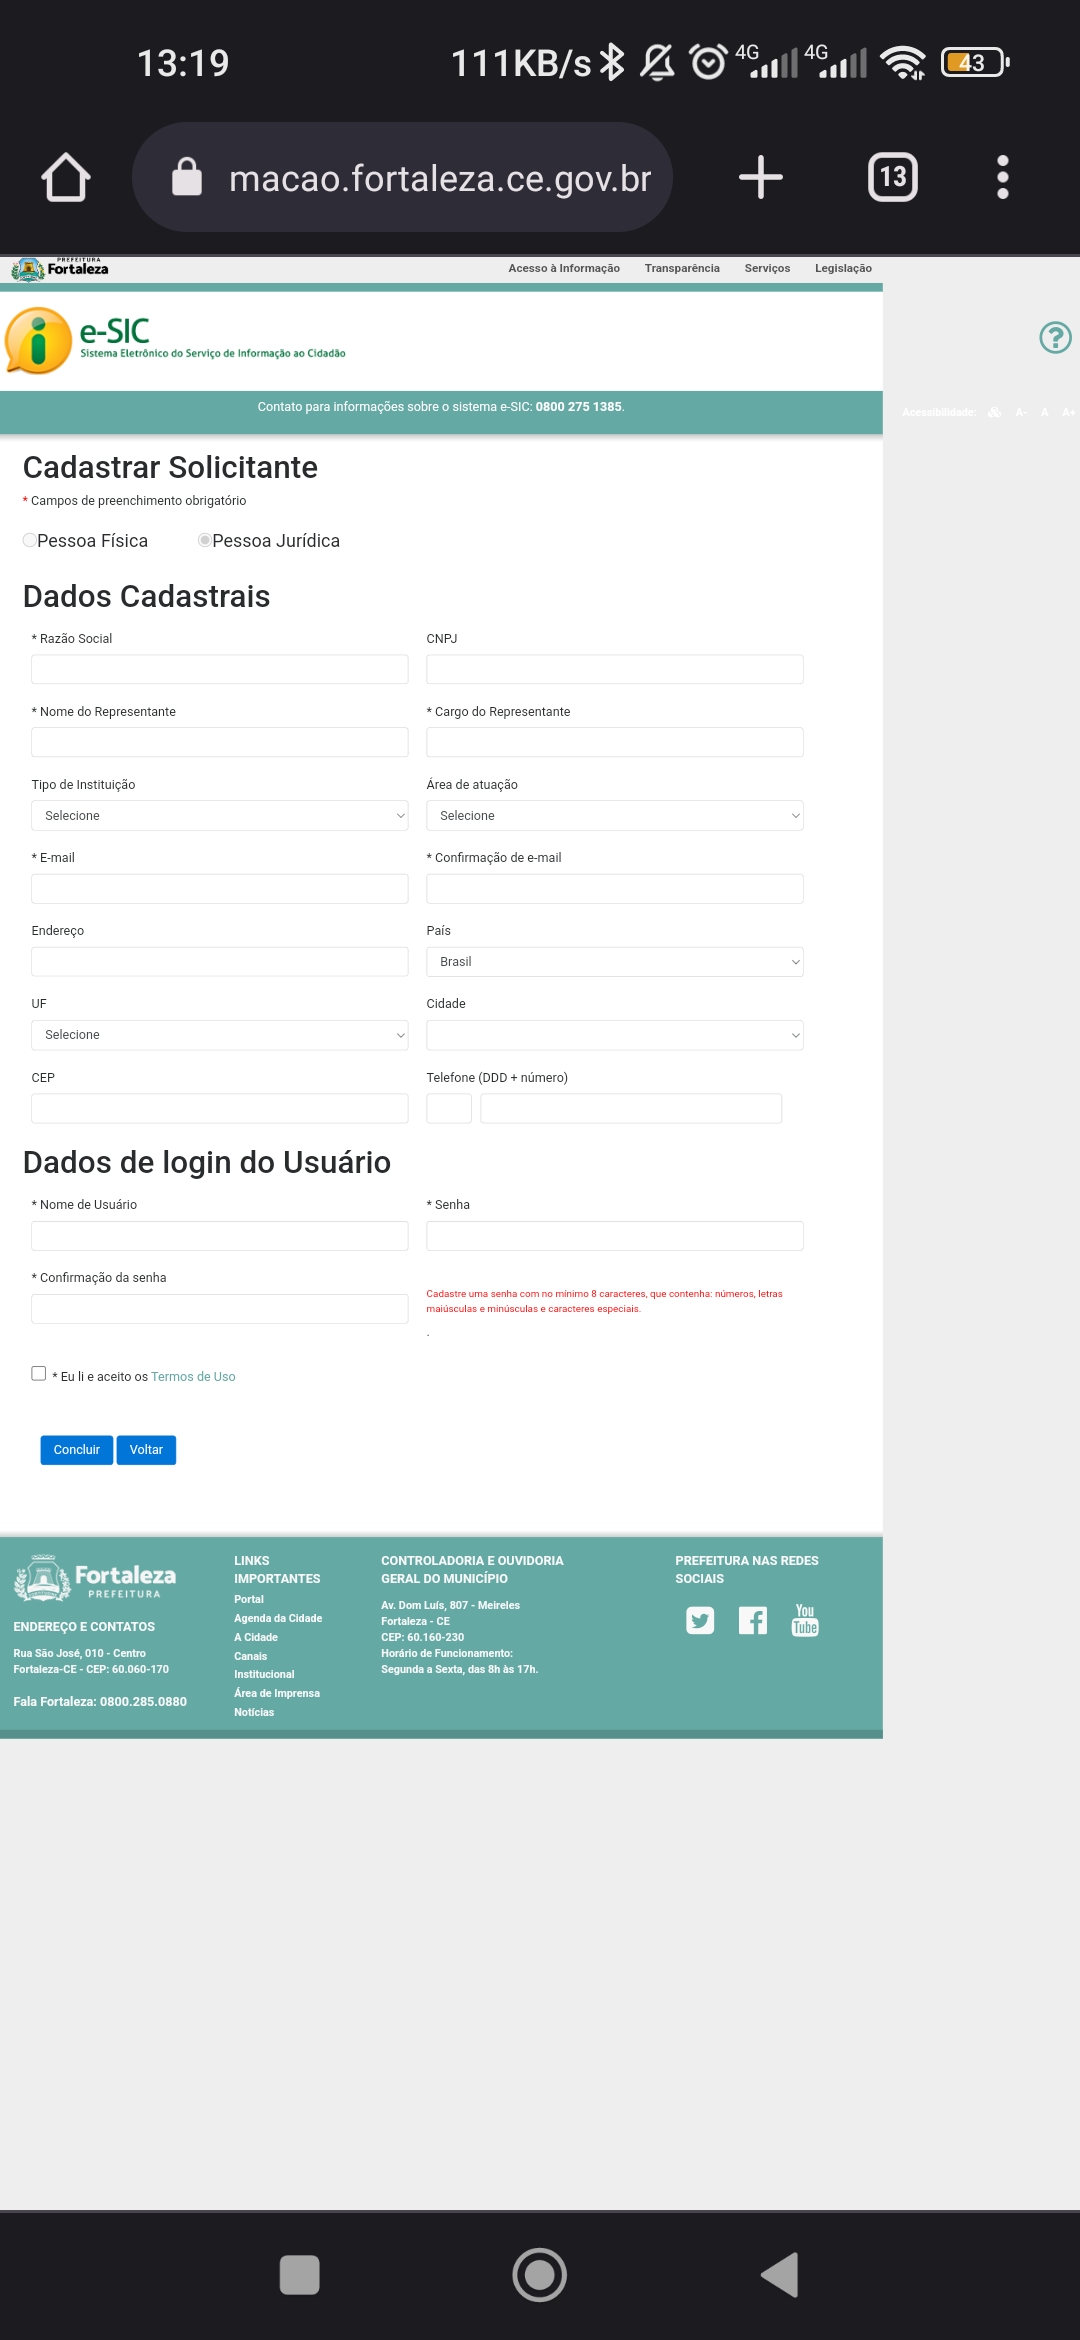 13:19
111KB/s
4G
4G
43
macao.fortaleza.ce.gov.br
13
PREFEITURA
Fortaleza
Acesso à Informação Transparência Serviços Legislação
e-SIC
Sistema Eletrônico do Serviço de Informação ao Cidadão
?
Contato para informações sobre o sistema e-SIC: 0800 275 1385.
Acessibilidade: A- A A+
Cadastrar Solicitante
* Campos de preenchimento obrigatório
Pessoa Física Pessoa Jurídica
Dados Cadastrais
* Razão Social
CNPJ
* Nome do Representante
* Cargo do Representante
Tipo de Instituição
Área de atuação
Selecione
Selecione
* E-mail
* Confirmação de e-mail
Endereço
País
Brasil
UF
Cidade
Selecione
CEP
Telefone (DDD + número)
Dados de login do Usuário
* Nome de Usuário
* Senha
* Confirmação da senha
Cadastre uma senha com no mínimo 8 caracteres, que contenha: números, letras
maiúsculas e minúsculas e caracteres especiais.
.
* Eu li e aceito os Termos de Uso
Concluir Voltar
Fortaleza
PREFEITURA
ENDEREÇO E CONTATOS
Rua São José, 010 - Centro
Fortaleza-CE - CEP: 60.060-170
Fala Fortaleza: 0800.285.0880
LINKS
IMPORTANTES
Portal
Agenda da Cidade
A Cidade
Canais
Institucional
Área de Imprensa
Notícias
CONTROLADORIA E OUVIDORIA
GERAL DO MUNICÍPIO
Av. Dom Luís, 807 - Meireles
Fortaleza - CE
CEP: 60.160-230
Horário de Funcionamento:
Segunda a Sexta, das 8h às 17h.
PREFEITURA NAS REDES
SOCIAIS
You
Tube